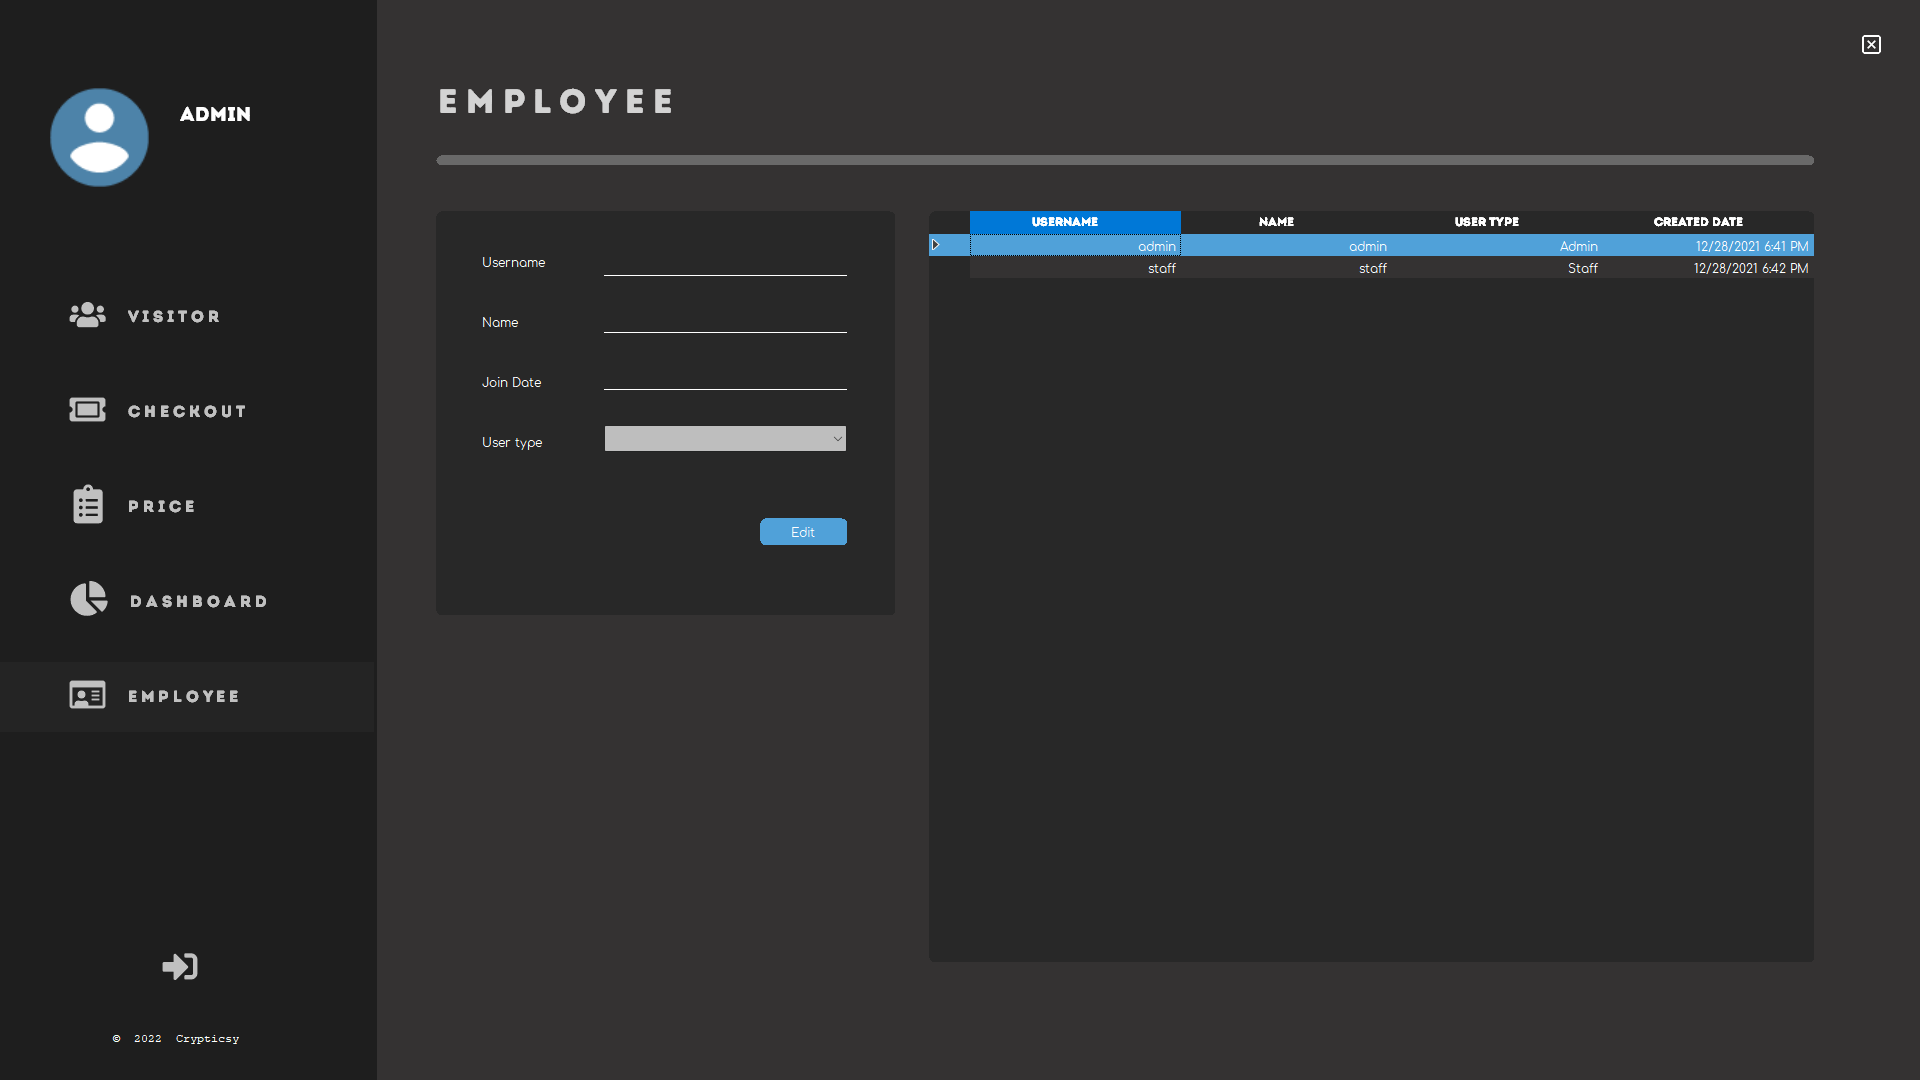 ADMIN
VISITOR
CHECKOUT
PRICE
DASHBOARD
EMPLOYEE
© 2022 Crypticsy
EMPLOYEE
Username
Name
Join Date
User type
Edit
USERNAME NAME USER TYPE CREATED DATE
admin admin Admin 12/28/2021 6:41 PM
staff staff Staff 12/28/2021 6:42 PM